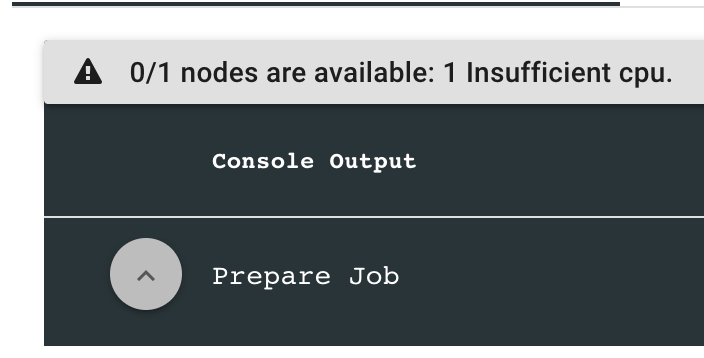 0/1 nodes are available: 1 Insufficient cpu.
Console Output
Prepare Job